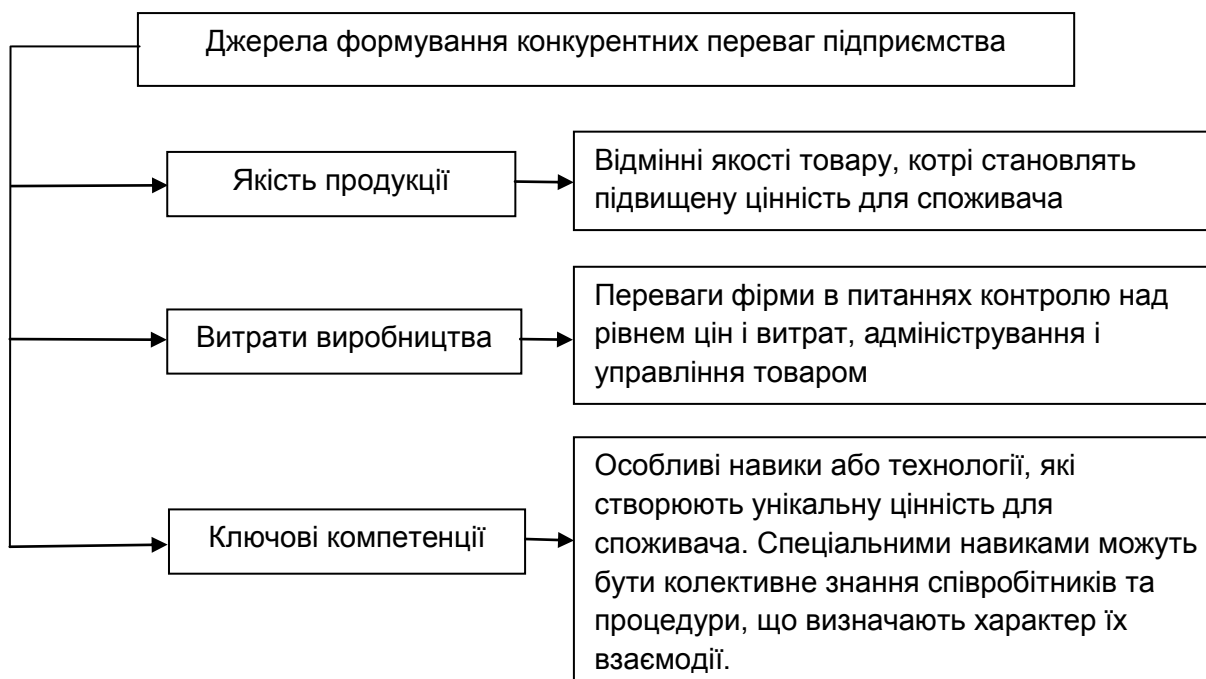 Джерела формування конкурентних переваг підприємства
Якість продукції
Відмінні якості товару, котрі становлять
підвищену цінність для споживача
Витрати виробництва
Переваги фірми в питаннях контролю над
рівнем цін і витрат, адміністрування і
управління товаром
Ключові компетенції
Особливі навики або технології, які
створюють унікальну цінність для
споживача. Спеціальними навиками можуть
бути колективне знання співробітників та
процедури, що визначають характер їх
взаємодії.